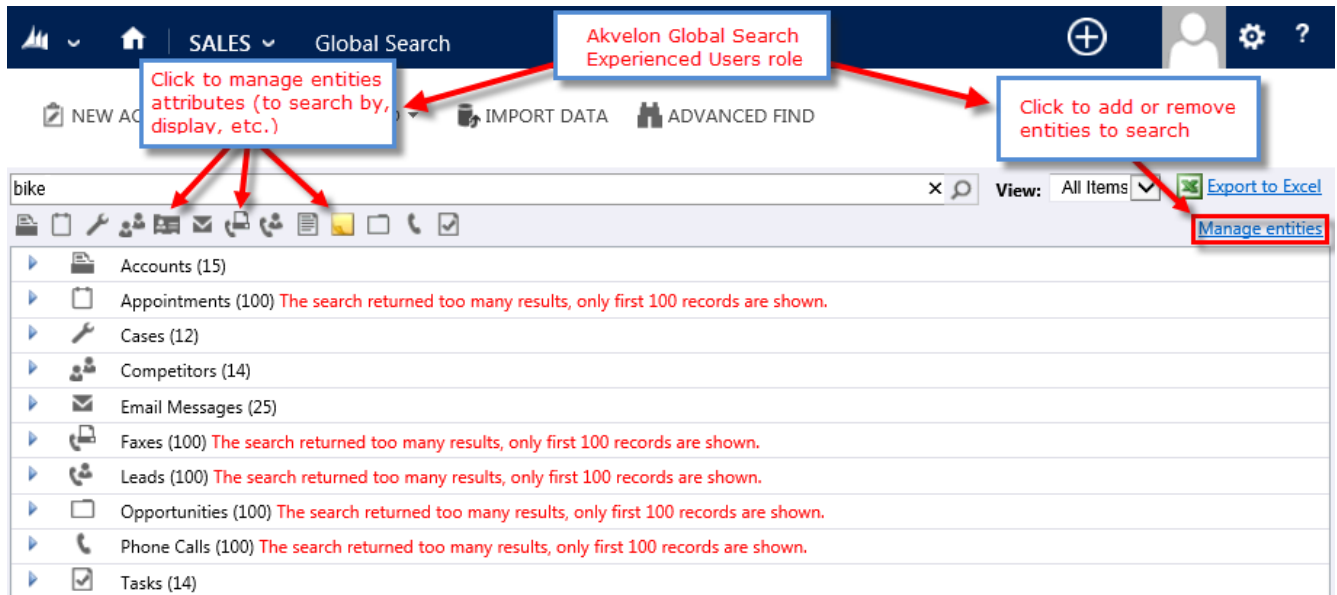 SALES
Global Search
?
Akvelon Global Search
Experienced Users role
Click to manage entities
attributes (to search by,
display, etc.)
Click to add or remove
entities to search
NEW AC
IMPORT DATA
ADVANCED FIND
bike
View:
All Items
Export to Excel
Manage entities
Accounts (15)
Appointments (100) The search returned too many results, only first 100 records are shown.
Cases (12)
Competitors (14)
Email Messages (25)
Faxes (100) The search returned too many results, only first 100 records are shown.
Leads (100) The search returned too many results, only first 100 records are shown.
Opportunities (100) The search returned too many results, only first 100 records are shown.
Phone Calls (100) The search returned too many results, only first 100 records are shown.
Tasks (14)